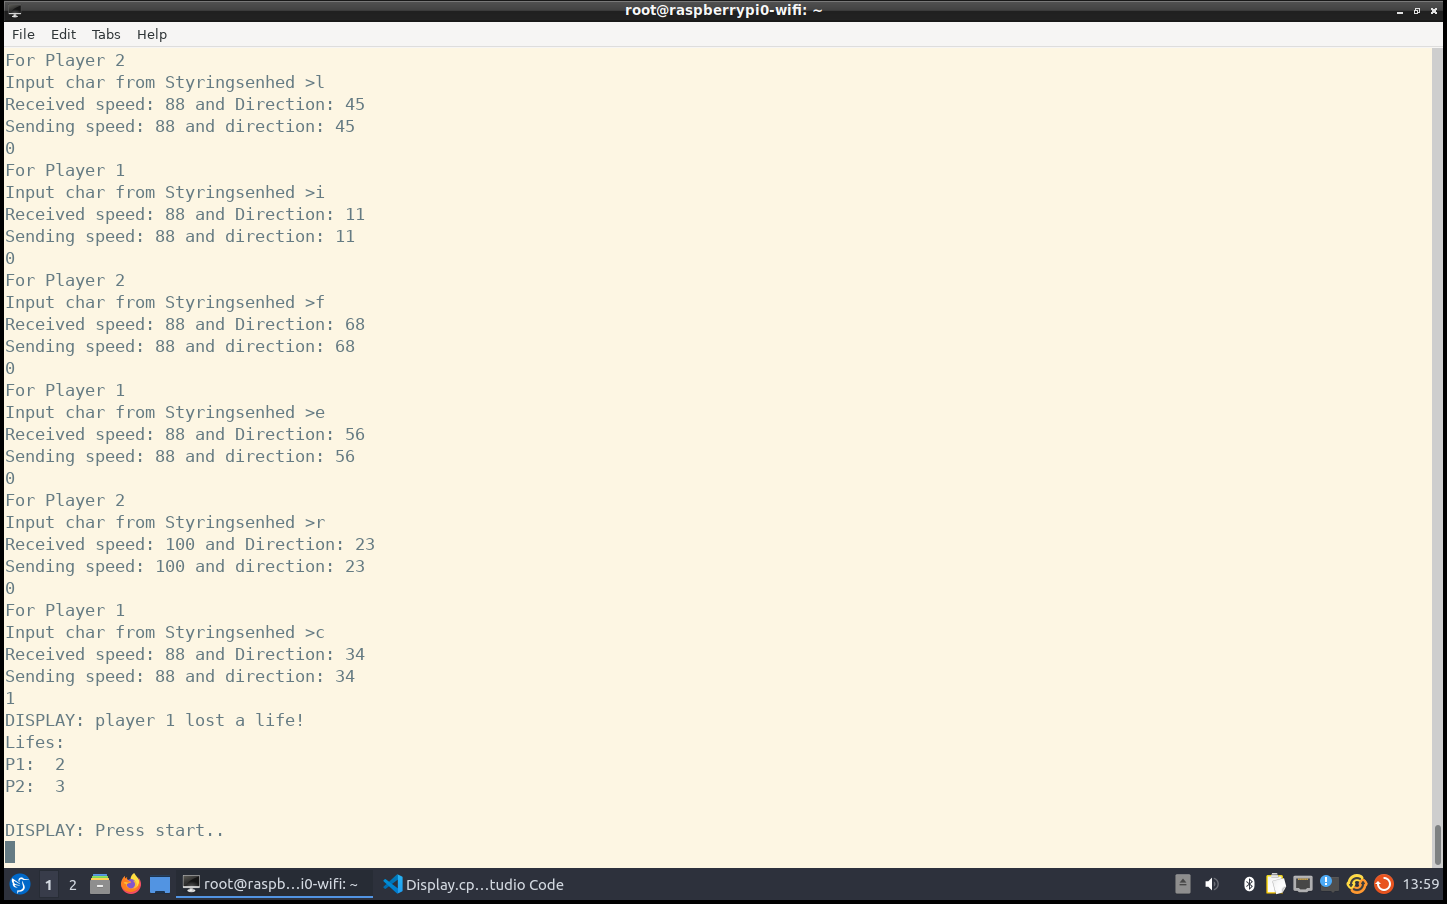 root@raspberrypi0-wifi: ~
File Edit Tabs Help
For Player 2
Input char from Styringsenhed >l
Received speed: 88 and Direction: 45
Sending speed: 88 and direction: 45
0
For Player 1
Input char from Styringsenhed >i
Received speed: 88 and Direction: 11
Sending speed: 88 and direction: 11
0
For Player 2
Input char from Styringsenhed >f
Received speed: 88 and Direction: 68
Sending speed: 88 and direction: 68
0
For Player 1
Input char from Styringsenhed >e
Received speed: 88 and Direction: 56
Sending speed: 88 and direction: 56
0
For Player 2
Input char from Styringsenhed >r
Received speed: 100 and Direction: 23
Sending speed: 100 and direction: 23
0
For Player 1
Input char from Styringsenhed >c
Received speed: 88 and Direction: 34
Sending speed: 88 and direction: 34
1
DISPLAY: player 1 lost a life!
Lifes:
P1:  2
P2:  3
DISPLAY: Press start..
1 2 root@raspb...i0-wifi: ~ Display.cp...tudio Code 13:59